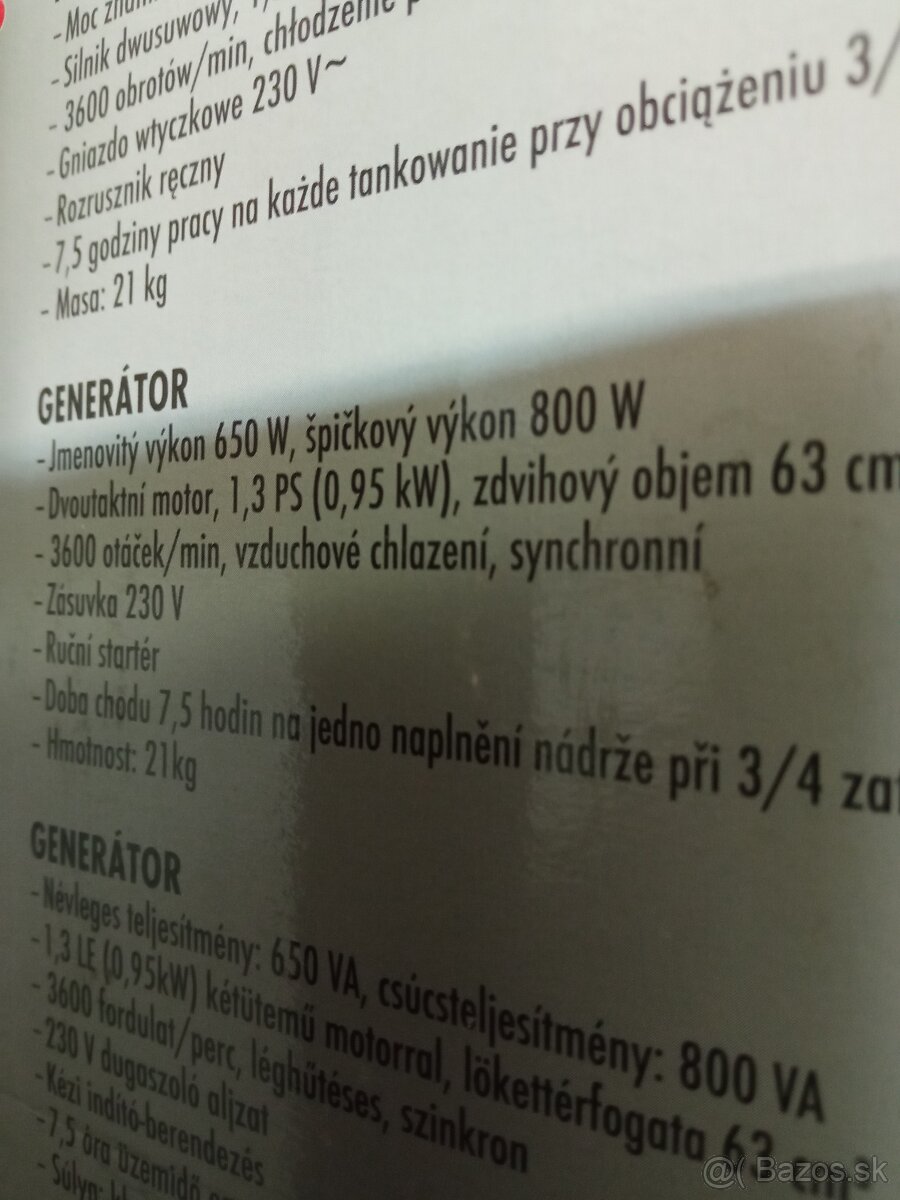 - Moc
- Silnik dwusuwowy,
- 3600 obrotów/min, chłodzenie
- Gniazdo wtyczkowe 230 V~
- Rozrusznik ręczny
- 7,5 godziny pracy na każde tankowanie przy obciążeniu 3/
- Masa: 21 kg
GENERÁTOR
- Jmenovitý výkon 650 W, špičkový výkon 800 W
- Dvoutaktní motor, 1,3 PS (0,95 kW), zdvihový objem 63 cm
- 3600 otáček/min, vzduchové chlazení, synchronní
- Zásuvka 230 V
- Ruční startér
- Doba chodu 7,5 hodin na jedno naplnění nádrže při 3/4 zat
- Hmotnost: 21kg
GENERÁTOR
- Névleges teljesítmény: 650 VA, csúcsteljesítmény: 800 VA
- 1,3 LE (0,95kW) kétütemű motorral, lökettérfogata 63 cm³
- 3600 fordulat/perc, léghűtéses, szinkron
- 230 V dugaszoló aljzat
- Kézi indító-berendezés
- 7,5 óra üzemidő
- Súlya:
@( Bazos.sk